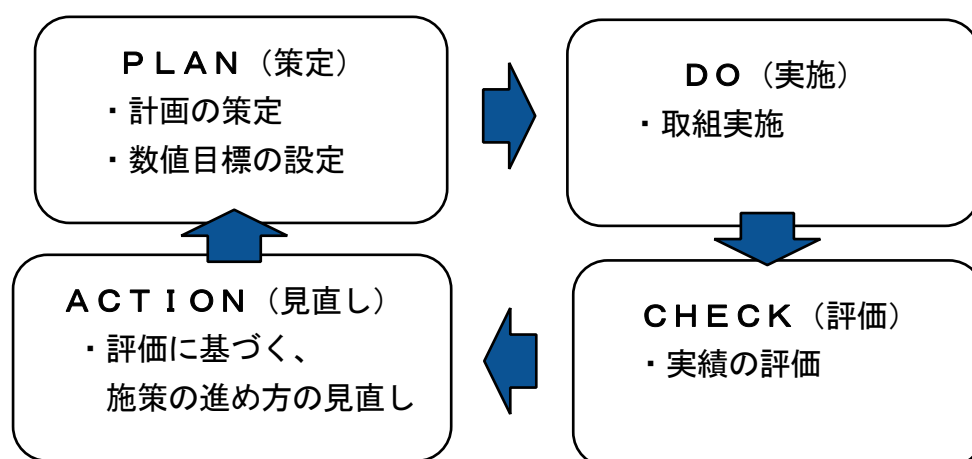 ＰＬＡＮ（策定）
・計画の策定
・数値目標の設定
ＤＯ（実施）
・取組実施
ＣＨＥＣＫ（評価）
・実績の評価
ＡＣＴＩＯＮ（見直し）
・評価に基づく、
施策の進め方の見直し